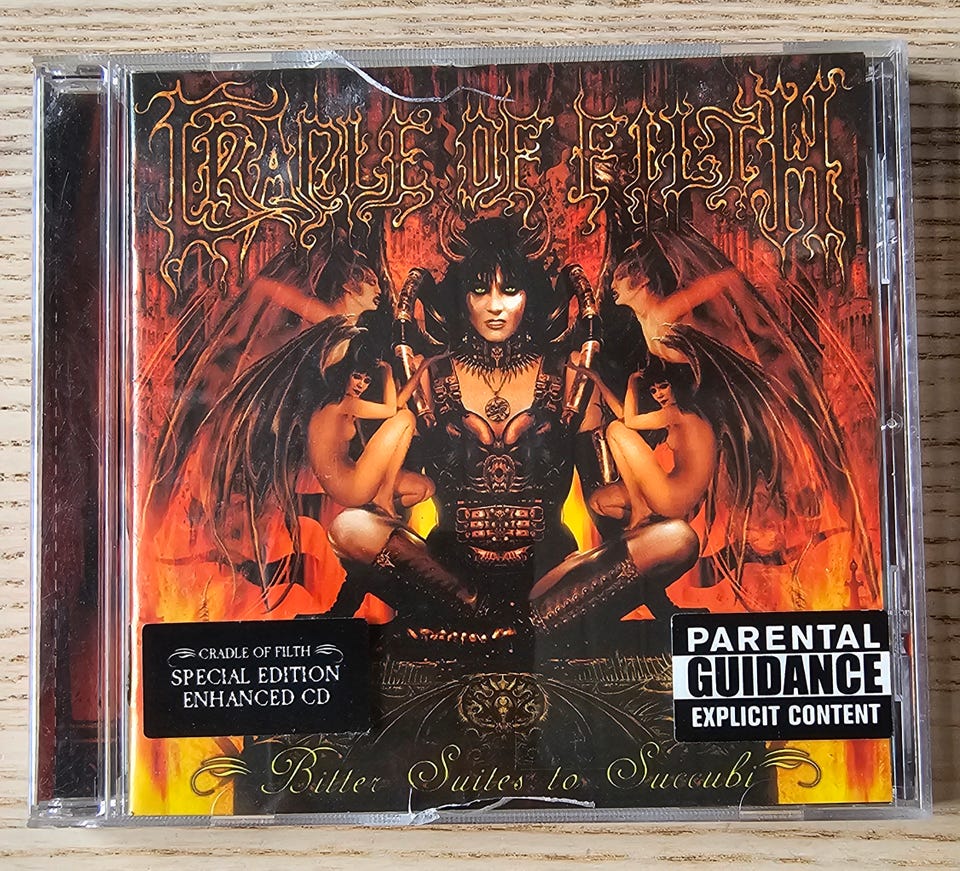 CRADLE OF FILTH
CRADLE OF FILTH
SPECIAL EDITION
ENHANCED CD
PARENTAL
GUIDANCE
EXPLICIT CONTENT
Bitter Suites to Succubi